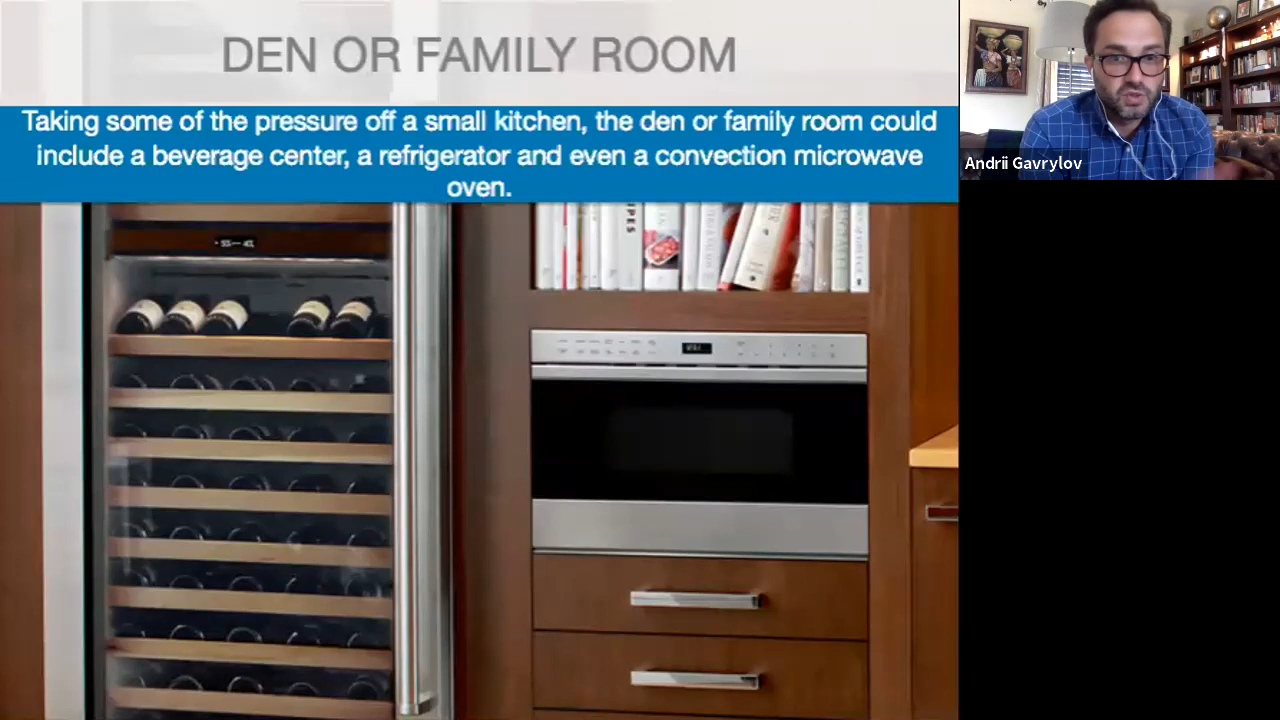 DEN OR FAMILY ROOM
Taking some of the pressure off a small kitchen, the den or family room could
include a beverage center, a refrigerator and even a convection microwave
oven.
Andrii Gavrylov